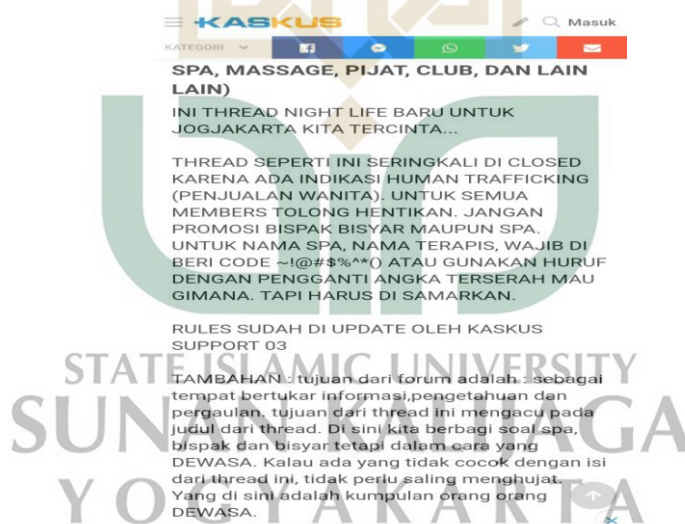 KASKUS
Masuk
KATEGORI
SPA, MASSAGE, PIJAT, CLUB, DAN LAIN
LAIN)
INI THREAD NIGHT LIFE BARU UNTUK
JOGJAKARTA KITA TERCINTA...
THREAD SEPERTI INI SERINGKALI DI CLOSED
KARENA ADA INDIKASI HUMAN TRAFFICKING
(PENJUALAN WANITA). UNTUK SEMUA
MEMBERS TOLONG HENTIKAN. JANGAN
PROMOSI BISPAK BISYAR MAUPUN SPA.
UNTUK NAMA SPA, NAMA TERAPIS, WAJIB DI
BERI CODE ~!@#$%^*() ATAU GUNAKAN HURUF
DENGAN PENGGANTI ANGKA TERSERAH MAU
GIMANA. TAPI HARUS DI SAMARKAN.
RULES SUDAH DI UPDATE OLEH KASKUS
SUPPORT 03
STATE ISLAMIC UNIVERSITY
TAMBAHAN : tujuan dari forum adalah : sebagai
tempat bertukar informasi,pengetahuan dan
pergaulan. tujuan dari thread ini mengacu pada
judul dari thread. Di sini kita berbagi soal spa,
SUNAN KALIJAGA
bispak dan bisyar tetapi dalam cara yang
DEWASA. Kalau ada yang tidak cocok dengan isi
dari thread ini, tidak perlu saling menghujat.
Yang di sini adalah kumpulan orang orang
YOGYAKARTA
DEWASA.